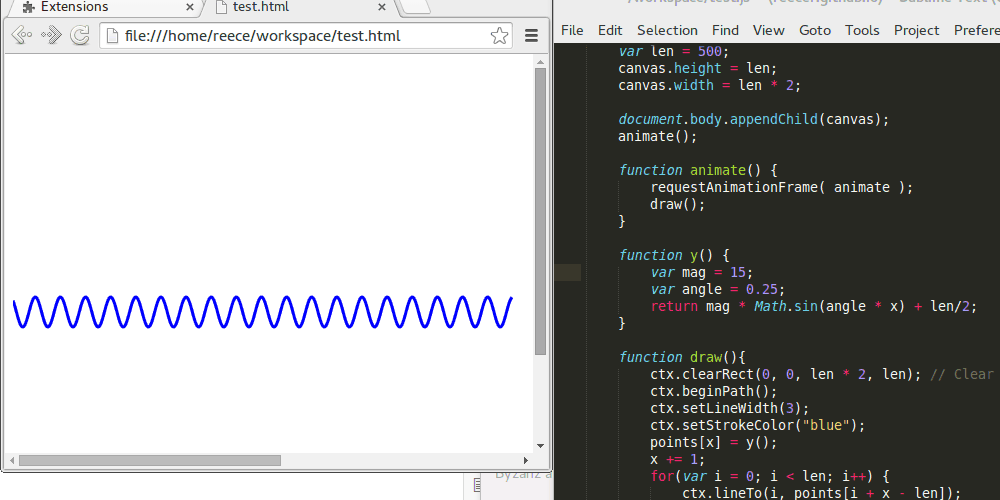 Extensions
test.html
file:///home/reece/workspace/test.html
File Edit Selection Find View Goto Tools Project Prefere
var len = 500;
canvas.height = len;
canvas.width = len * 2;
document.body.appendChild(canvas);
animate();
function animate() {
requestAnimationFrame( animate );
draw();
}
function y() {
var mag = 15;
var angle = 0.25;
return mag * Math.sin(angle * x) + len/2;
}
function draw(){
ctx.clearRect(0, 0, len * 2, len); // Clear
ctx.beginPath();
ctx.setLineWidth(3);
ctx.setStrokeColor("blue");
points[x] = y();
x += 1;
for(var i = 0; i < len; i++) {
ctx.lineTo(i, points[i + x - len]);
Byzanz a